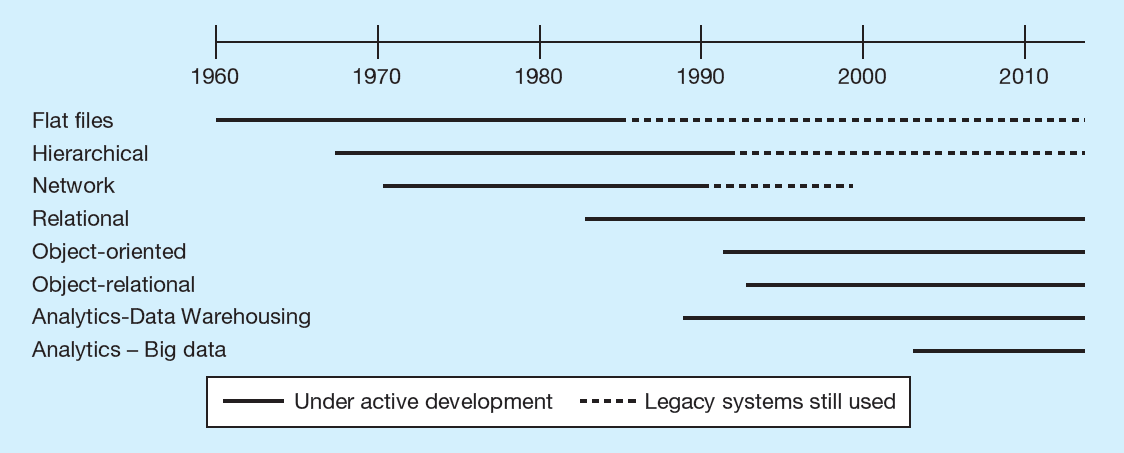 1960 1970 1980 1990 2000 2010
Flat files
Hierarchical
Network
Relational
Object-oriented
Object-relational
Analytics-Data Warehousing
Analytics – Big data
Under active development Legacy systems still used